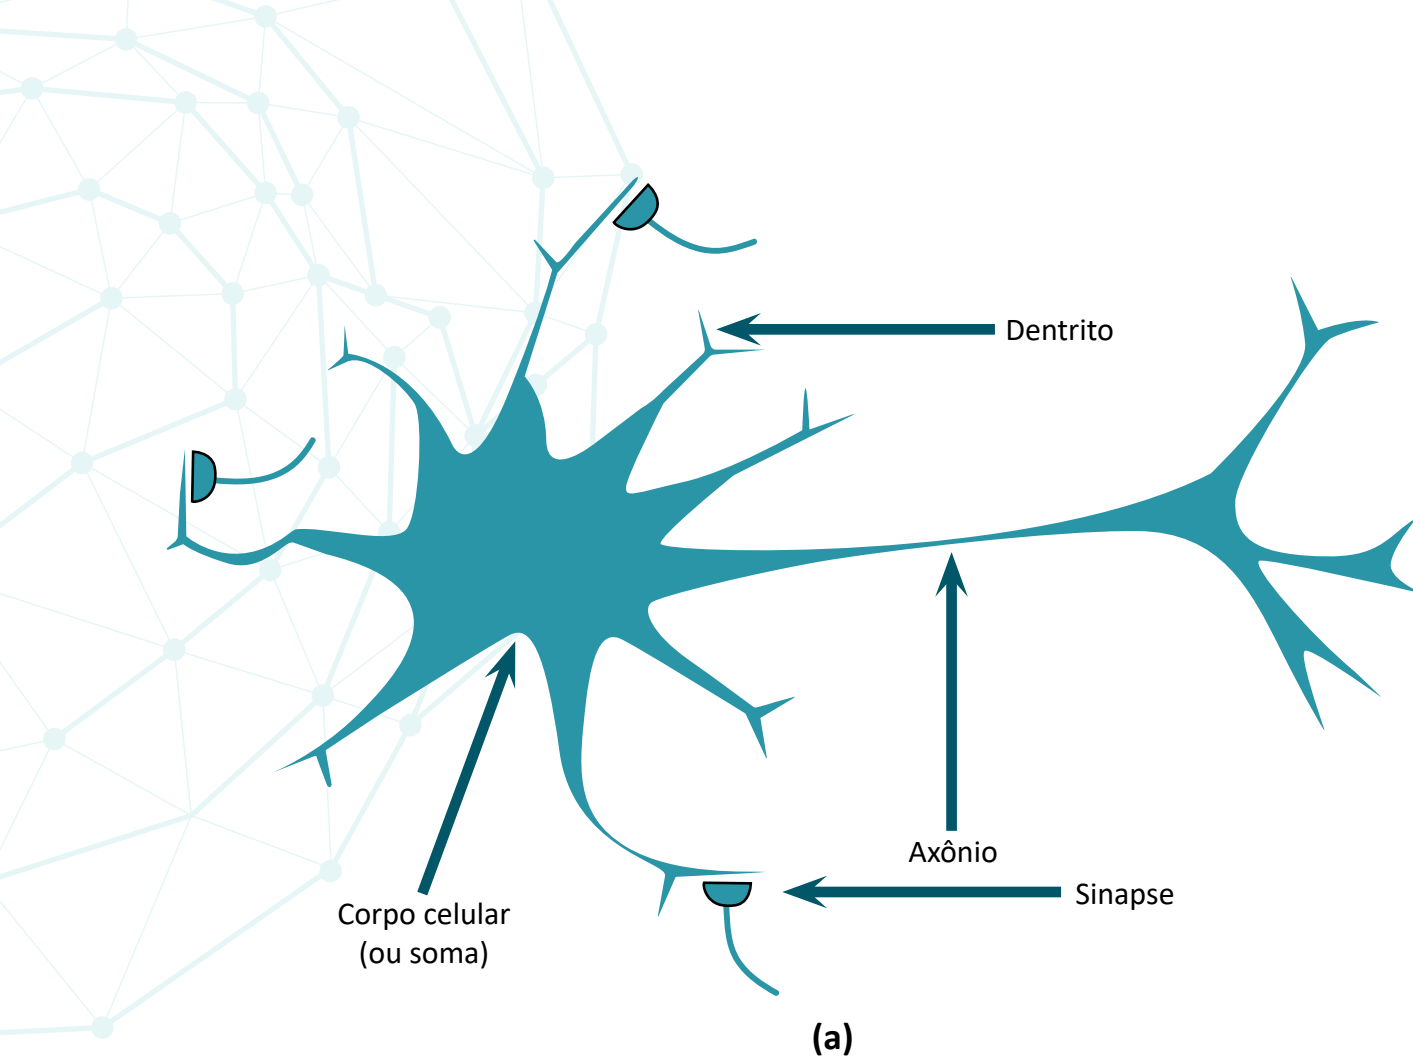 Dentrito
Axônio
Sinapse
Corpo celular
(ou soma)
(a)